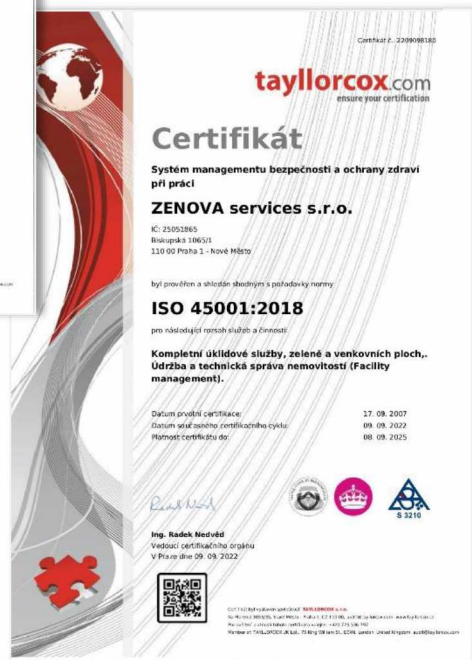 Certifikát č. 2209098180
tayllorcox.com
ensure your certification
Certifikát
Systém managementu bezpečnosti a ochrany zdraví
při práci
ZENOVA services s.r.o.
IČ: 25051865
Biskupská 1065/1
110 00 Praha 1 - Nové Město
byl prověřen a shledán shodným s požadavky normy
ISO 45001:2018
pro následující rozsah služeb a činností:
Kompletní úklidové služby, zeleně a venkovních ploch,.
Údržba a technická správa nemovitostí (Facility
management).
Datum prvotní certifikace: 17. 09. 2007
Datum současného certifikačního cyklu: 09. 09. 2022
Platnost certifikátu do: 08. 09. 2025
S 3210
Ing. Radek Nedvěd
Vedoucí certifikačního orgánu
V Praze dne 09. 09. 2022
TAYLLORCOX s.r.o.